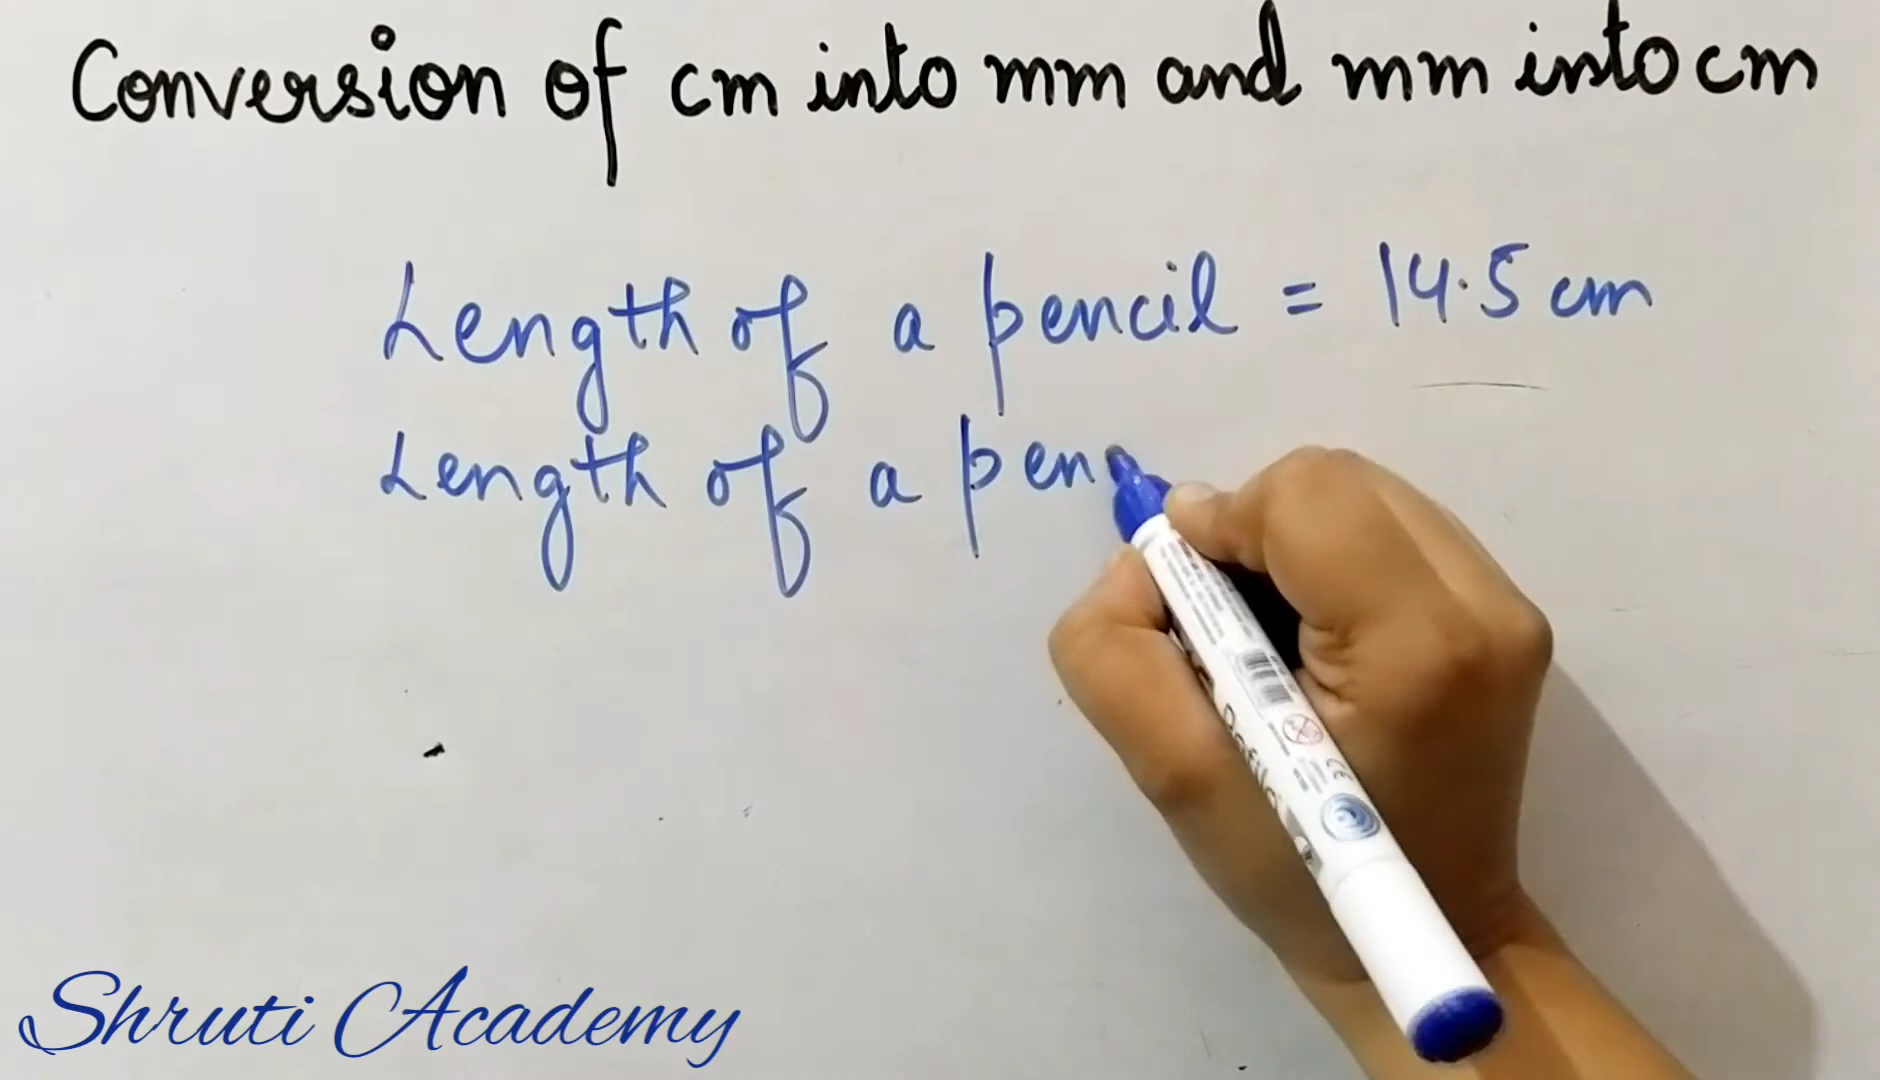 Conversion of cm into mm and mm into cm
Length of a pencil = 14.5 cm
Length of a pen
Shruti Academy